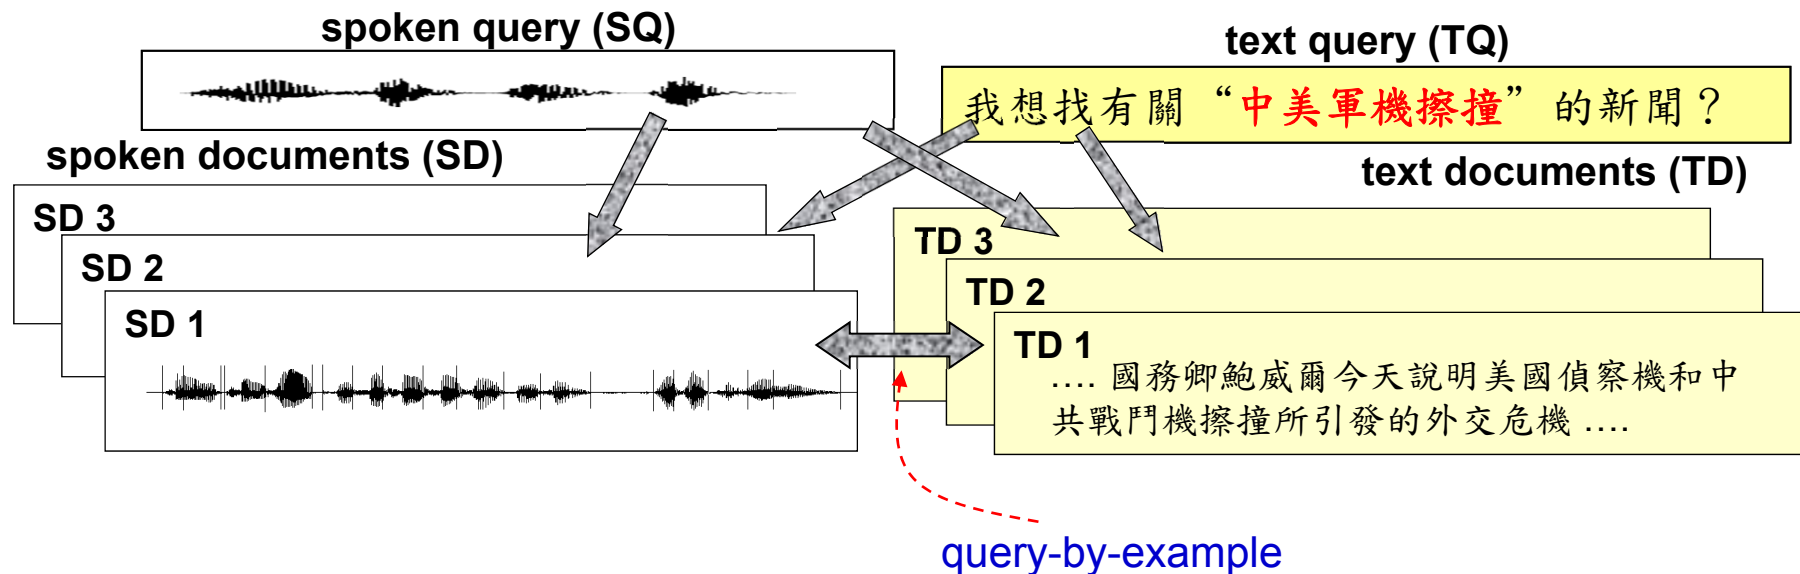 spoken query (SQ)
text query (TQ)
我想找有關“中美軍機擦撞”的新聞？
spoken documents (SD)
text documents (TD)
SD 3
SD 2
SD 1
TD 3
TD 2
TD 1
.... 國務卿鮑威爾今天說明美國偵察機和中
共戰鬥機擦撞所引發的外交危機 ....
query-by-example